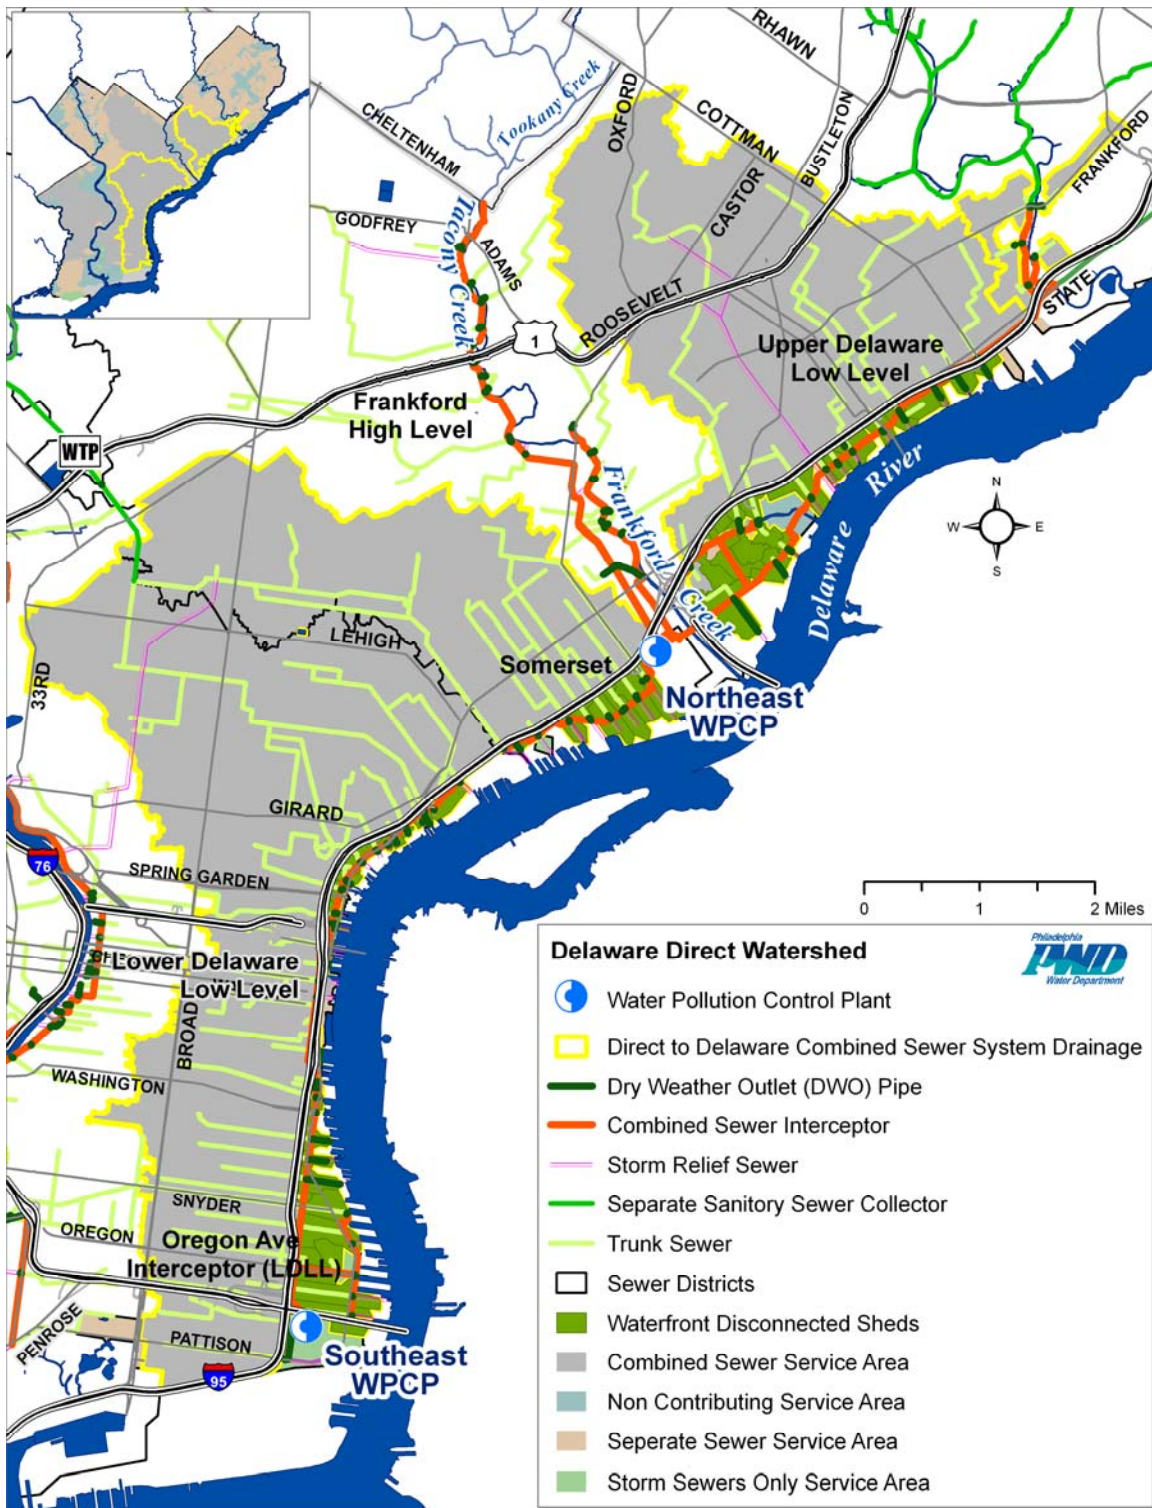 RHAWN
Tookany Creek
OXFORD
COTTMAN
CHELTENHAM
BUSTLETON
FRANKFORD
CASTOR
Tacony Creek
GODFREY
ADAMS
ROOSEVELT
STATE
1
Upper Delaware
Low Level
Frankford
High Level
WTP
River
Frankford
Creek
Delaware
N
W
E
S
LEHIGH
Somerset
33RD
Northeast
WPCP
GIRARD
76
SPRING GARDEN
0 1 2 Miles
Lower Delaware
Low Level
BROAD
WASHINGTON
SNYDER
OREGON
Oregon Ave
Interceptor (LDLL)
PENROSE
PATTISON
Southeast
WPCP
95
Delaware Direct Watershed
Philadelphia
PWD
Water Department
Water Pollution Control Plant
Direct to Delaware Combined Sewer System Drainage
Dry Weather Outlet (DWO) Pipe
Combined Sewer Interceptor
Storm Relief Sewer
Separate Sanitory Sewer Collector
Trunk Sewer
Sewer Districts
Waterfront Disconnected Sheds
Combined Sewer Service Area
Non Contributing Service Area
Seperate Sewer Service Area
Storm Sewers Only Service Area